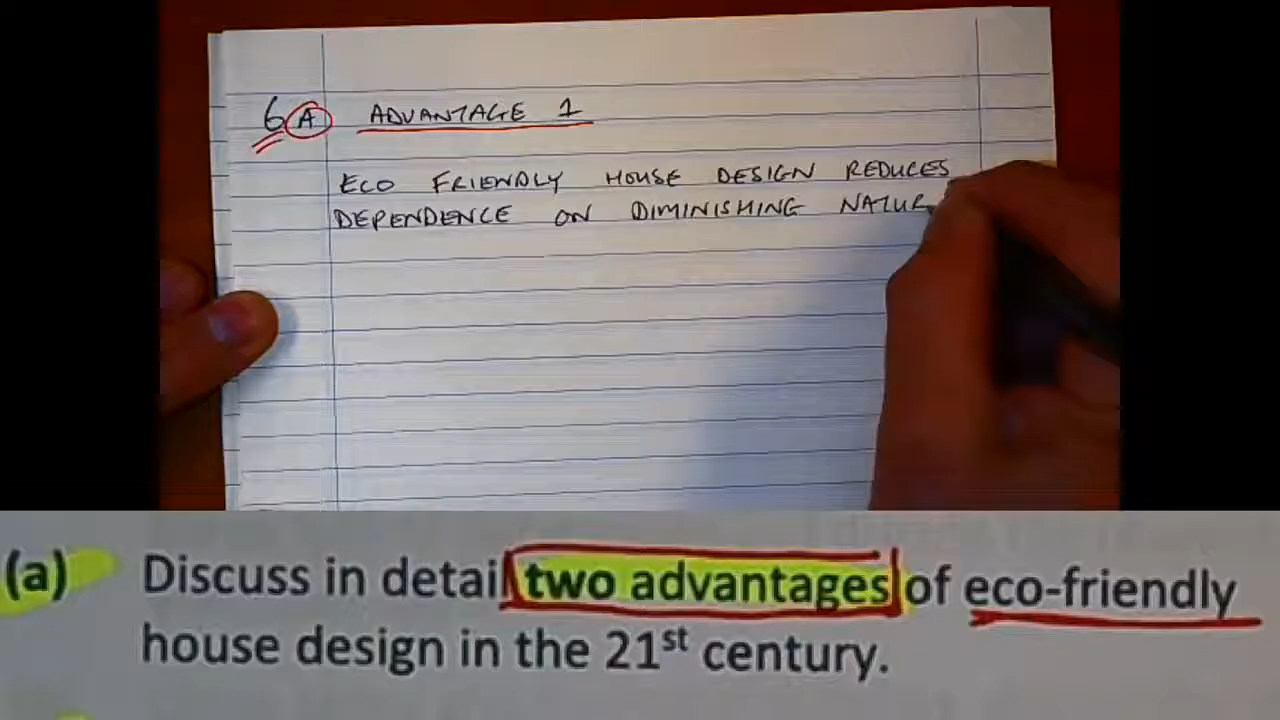 6 A ADVANTAGE 1
ECO FRIENDLY HOUSE DESIGN REDUCES
DEPENDENCE ON DIMINISHING NATUR
(a) Discuss in detail two advantages of eco-friendly
house design in the 21st century.